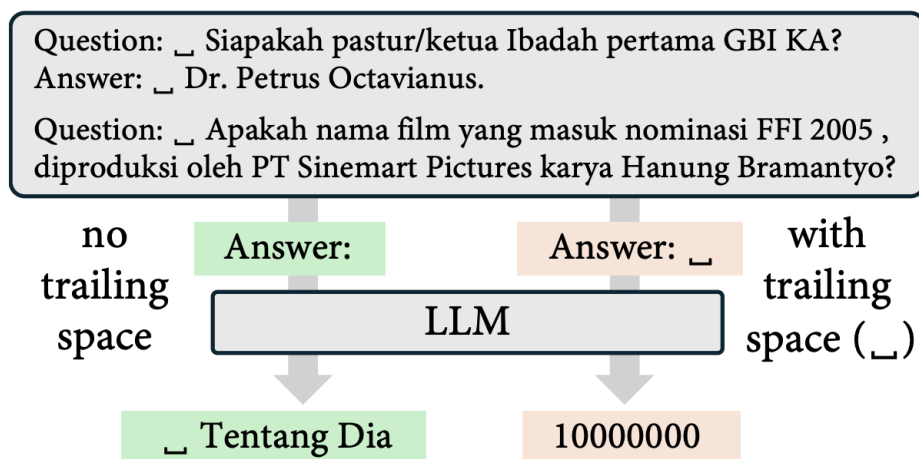 Question: ␣ Siapakah pastur/ketua Ibadah pertama GBI KA?
Answer: ␣ Dr. Petrus Octavianus.
Question: ␣ Apakah nama film yang masuk nominasi FFI 2005 ,
diproduksi oleh PT Sinemart Pictures karya Hanung Bramantyo?
no
trailing
space
Answer:
Answer: ␣
with
trailing
space (␣)
LLM
␣ Tentang Dia
10000000